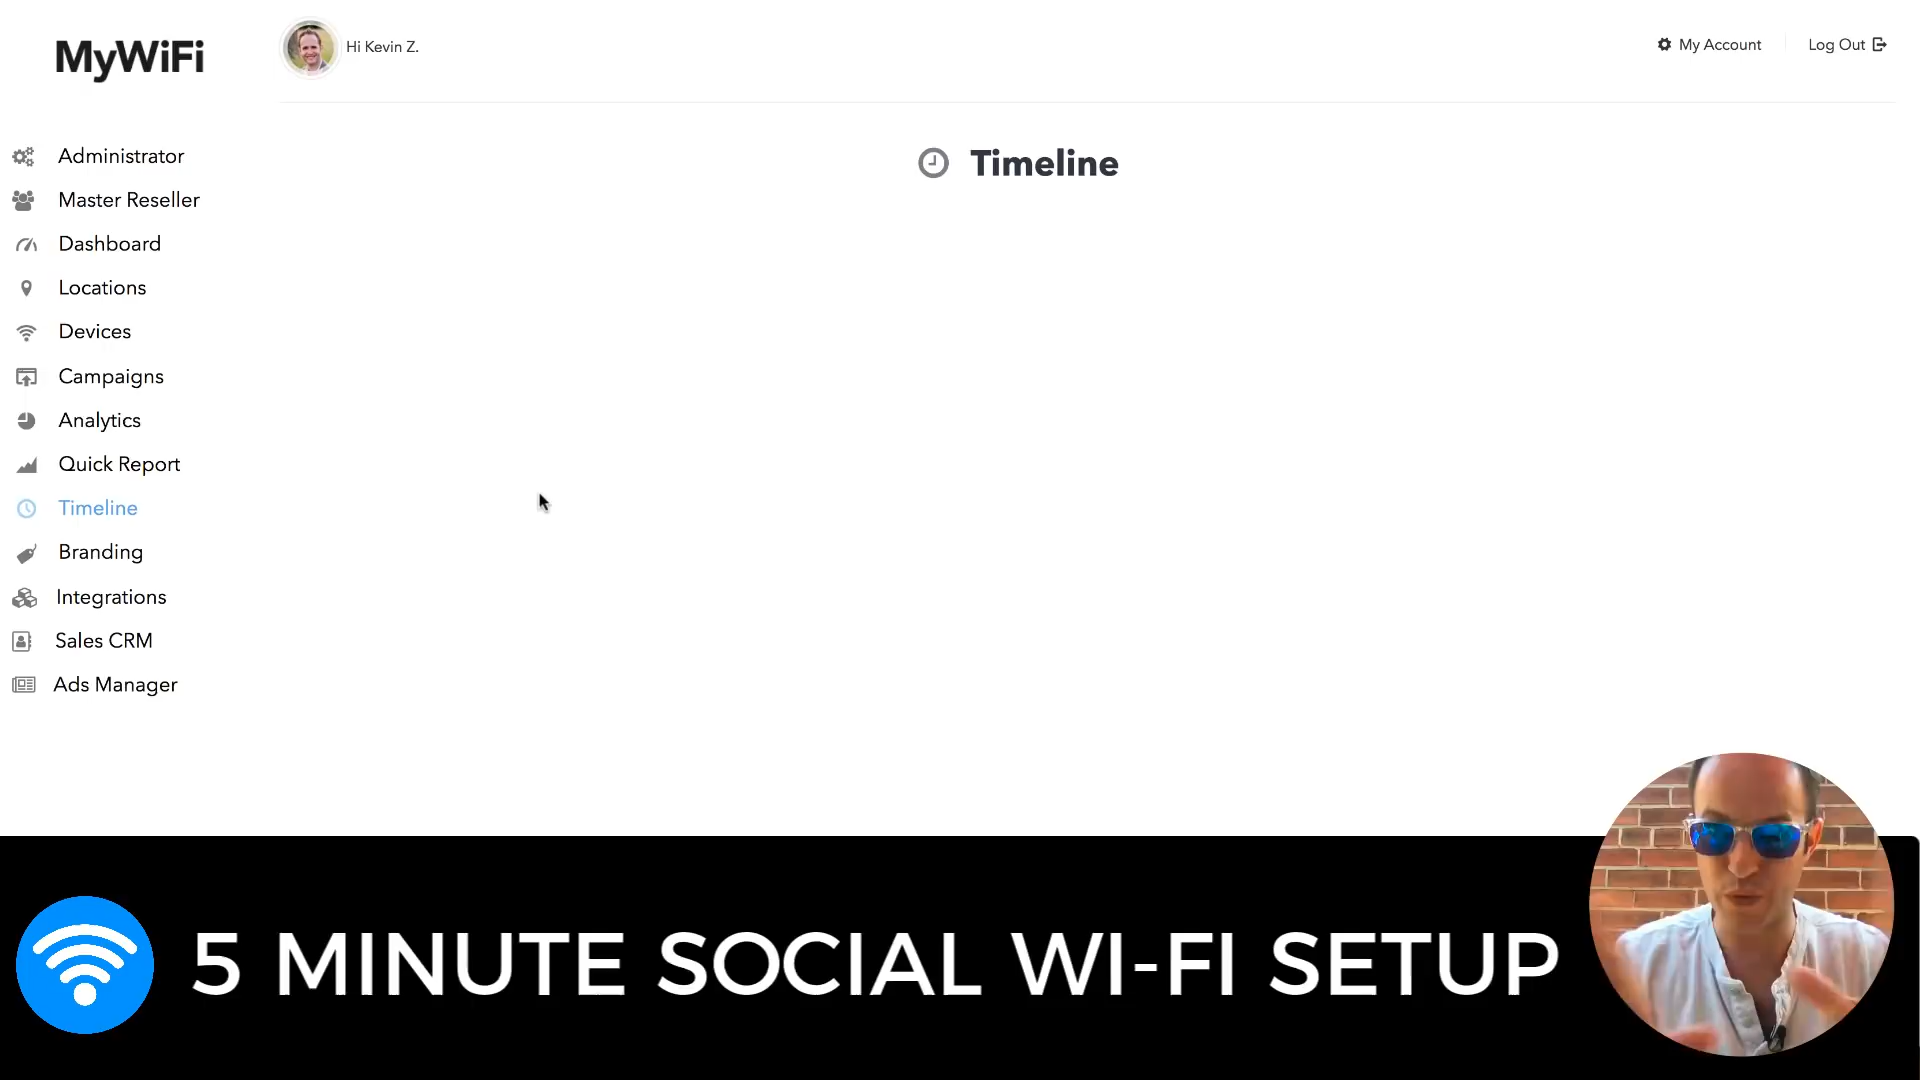 MyWiFi
Hi Kevin Z.
My Account
Log Out
Administrator
Master Reseller
Dashboard
Locations
Devices
Campaigns
Analytics
Quick Report
Timeline
Branding
Integrations
Sales CRM
Ads Manager
Timeline
5 MINUTE SOCIAL WI-FI SETUP